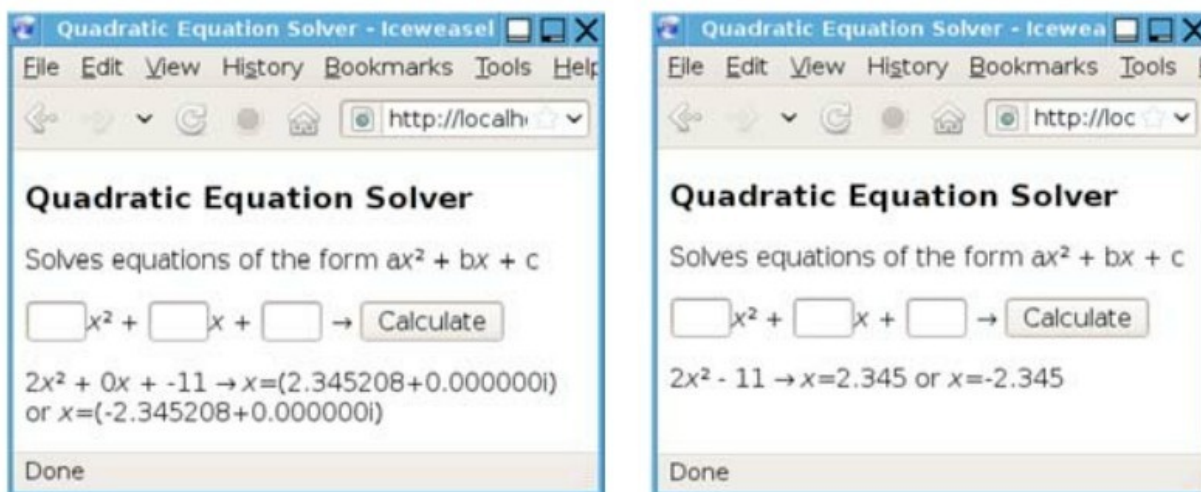 Quadratic Equation Solver - Iceweasel
File Edit View History Bookmarks Tools Help
http://localh
Quadratic Equation Solver
Solves equations of the form ax² + bx + c
x² + x + → Calculate
2x² + 0x + -11 → x=(2.345208+0.000000i)
or x=(-2.345208+0.000000i)
Done
Quadratic Equation Solver - Icewea
File Edit View History Bookmarks Tools
http://loc
Quadratic Equation Solver
Solves equations of the form ax² + bx + c
x² + x + → Calculate
2x² - 11 → x=2.345 or x=-2.345
Done